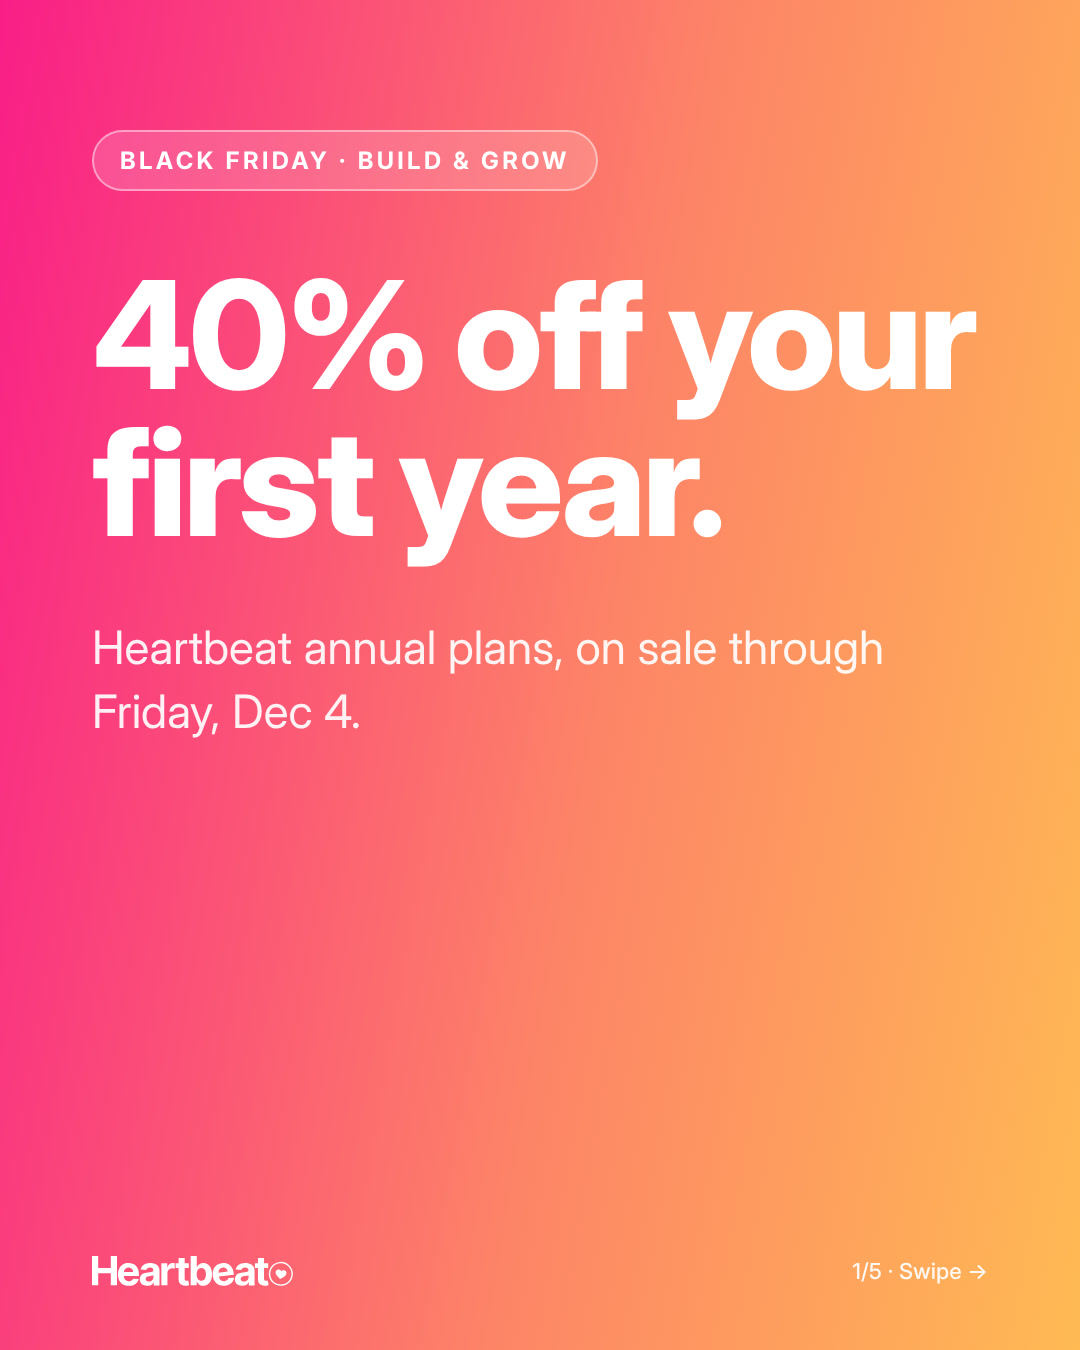 BLACK FRIDAY · BUILD & GROW
40% off your
first year.
Heartbeat annual plans, on sale through
Friday, Dec 4.
Heartbeat
1/5 · Swipe →